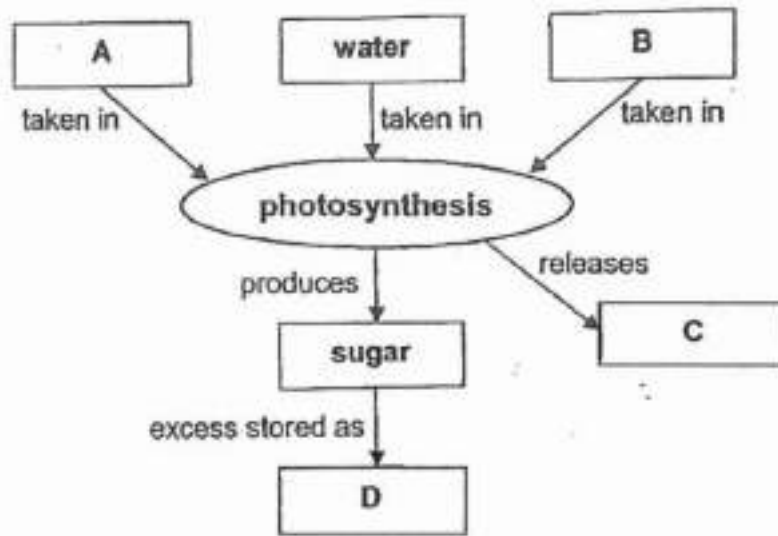 A
water
B
taken in
taken in
taken in
photosynthesis
produces
releases
sugar
C
excess stored as
D